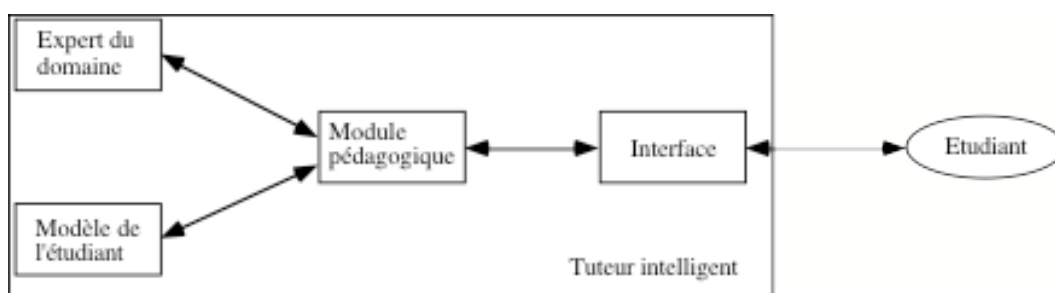 Expert du
domaine
Module
pédagogique
Interface
Etudiant
Modèle de
l'étudiant
Tuteur intelligent